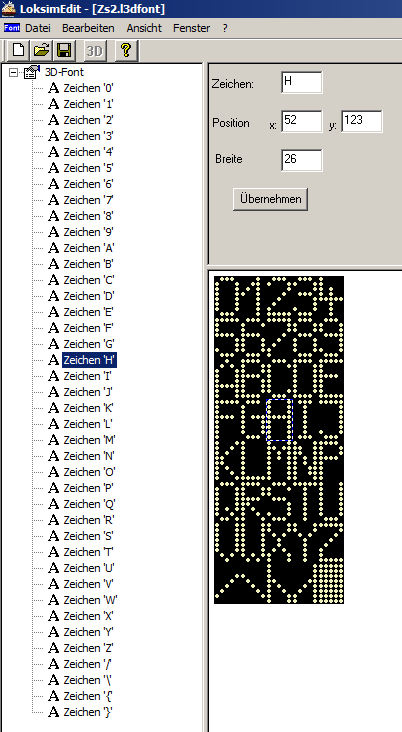 LoksimEdit - [Zs2.l3dfont]
Font Datei Bearbeiten Ansicht Fenster ?
3D
3D-Font
Zeichen '0'
Zeichen '1'
Zeichen '2'
Zeichen '3'
Zeichen '4'
Zeichen '5'
Zeichen '6'
Zeichen '7'
Zeichen '8'
Zeichen '9'
Zeichen 'A'
Zeichen 'B'
Zeichen 'C'
Zeichen 'D'
Zeichen 'E'
Zeichen 'F'
Zeichen 'G'
Zeichen 'H'
Zeichen 'I'
Zeichen 'J'
Zeichen 'K'
Zeichen 'L'
Zeichen 'M'
Zeichen 'N'
Zeichen 'O'
Zeichen 'P'
Zeichen 'Q'
Zeichen 'R'
Zeichen 'S'
Zeichen 'T'
Zeichen 'U'
Zeichen 'V'
Zeichen 'W'
Zeichen 'X'
Zeichen 'Y'
Zeichen 'Z'
Zeichen '/'
Zeichen '\'
Zeichen '{'
Zeichen '}'
Zeichen: H
Position x: 52 y: 123
Breite 26
Übernehmen